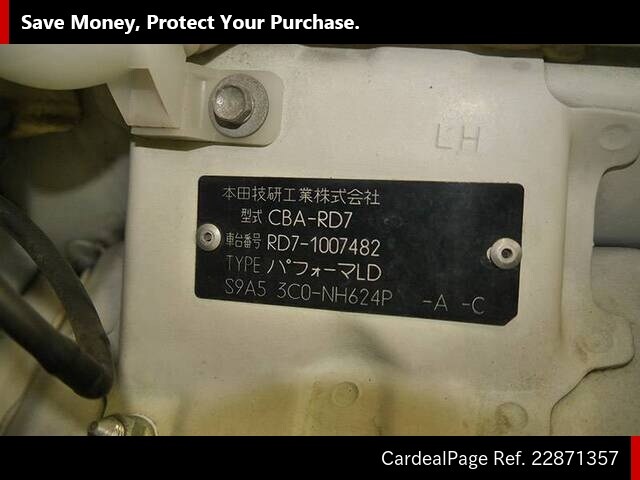 Save Money, Protect Your Purchase.
LH
本田技研工業株式会社
型式 CBA-RD7
車台番号 RD7-1007482
TYPE パフォーマLD
S9A5 3C0-NH624P -A -C
CardealPage Ref. 22871357